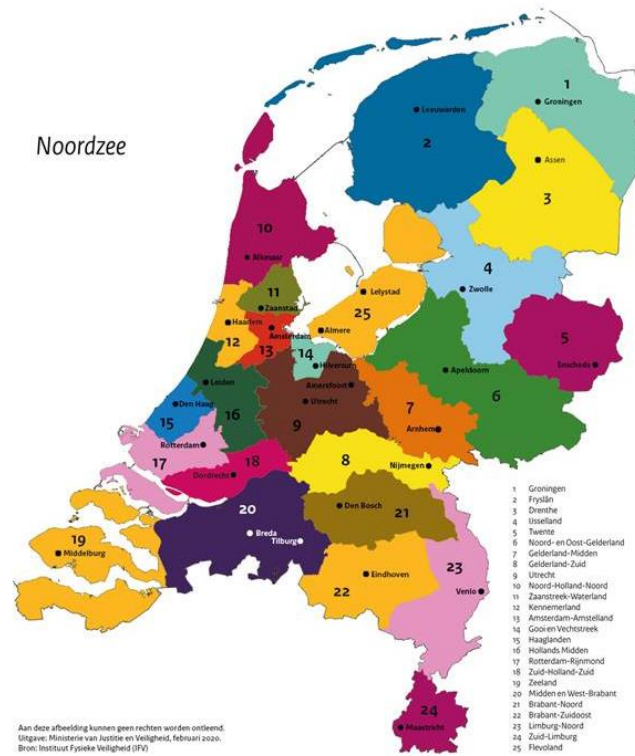 Noordzee
1
Groningen
Leeuwarden
2
Assen
3
10
Alkmaar
4
Zwolle
11
Zaanstad
Lelystad
25
Haarlem
12
Amsterdam
13
Almere
14
Hilversum
5
Enschede
Apeldoorn
6
Leiden
Amersfoort
Utrecht
9
7
Arnhem
Den Haag
15
16
Rotterdam
17
18
Dordrecht
8
Nijmegen
19
Middelburg
20
Breda
Tilburg
Den Bosch
21
Eindhoven
22
23
Venlo
24
Maastricht
1 Groningen
2 Fryslân
3 Drenthe
4 IJsselland
5 Twente
6 Noord- en Oost-Gelderland
7 Gelderland-Midden
8 Gelderland-Zuid
9 Utrecht
10 Noord-Holland-Noord
11 Zaanstreek-Waterland
12 Kennemerland
13 Amsterdam-Amstelland
14 Gooi en Vechtstreek
15 Haaglanden
16 Hollands Midden
17 Rotterdam-Rijnmond
18 Zuid-Holland-Zuid
19 Zeeland
20 Midden en West-Brabant
21 Brabant-Noord
22 Brabant-Zuidoost
23 Limburg-Noord
24 Zuid-Limburg
25 Flevoland
Aan deze afbeelding kunnen geen rechten worden ontleend.
Uitgave: Ministerie van Justitie en Veiligheid, februari 2020.
Bron: Instituut Fysieke Veiligheid (IFV)